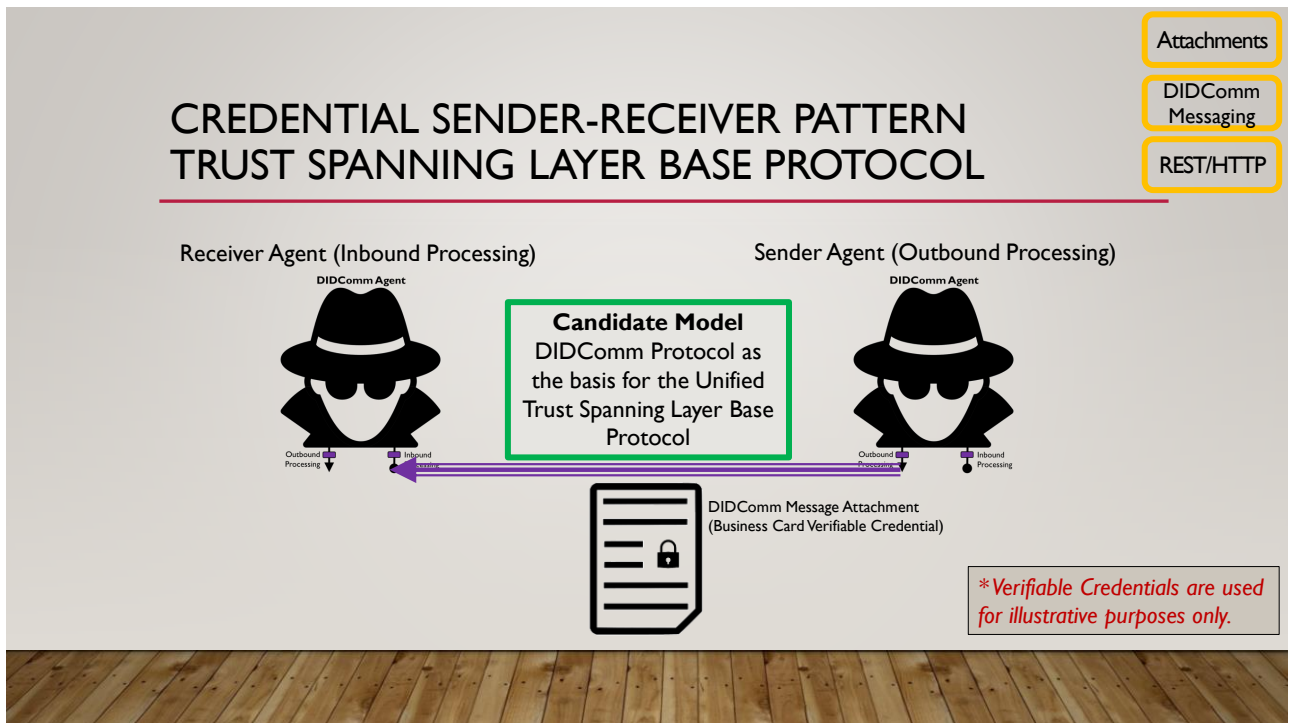 Attachments
DIDComm
Messaging
REST/HTTP
CREDENTIAL SENDER-RECEIVER PATTERN
TRUST SPANNING LAYER BASE PROTOCOL
Receiver Agent (Inbound Processing)
Sender Agent (Outbound Processing)
DIDComm Agent
DIDComm Agent
Candidate Model
DIDComm Protocol as
the basis for the Unified
Trust Spanning Layer Base
Protocol
Outbound
Processing
Inbound
Processing
Outbound
Processing
Inbound
Processing
DIDComm Message Attachment
(Business Card Verifiable Credential)
* Verifiable Credentials are used
for illustrative purposes only.